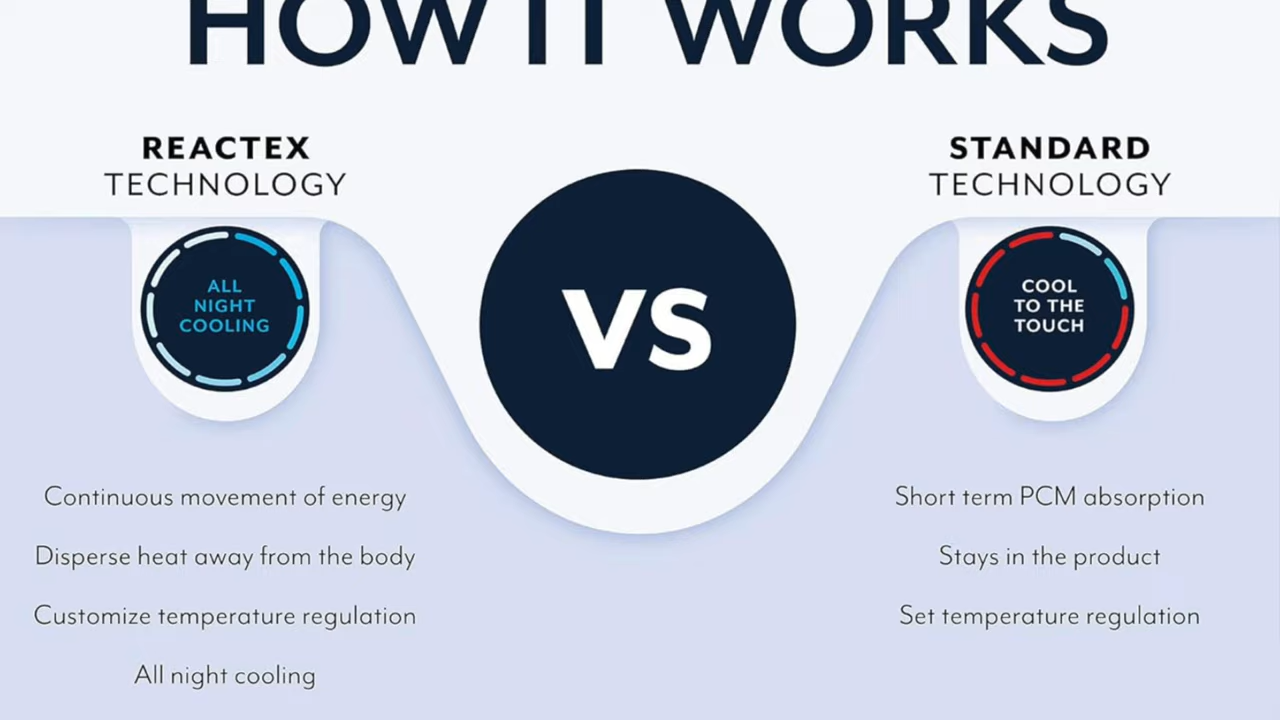 HOW IT WORKS
REACTEX
TECHNOLOGY
ALL
NIGHT
COOLING
Continuous movement of energy
Disperse heat away from the body
Customize temperature regulation
All night cooling
VS
STANDARD
TECHNOLOGY
COOL
TO THE
TOUCH
Short term PCM absorption
Stays in the product
Set temperature regulation